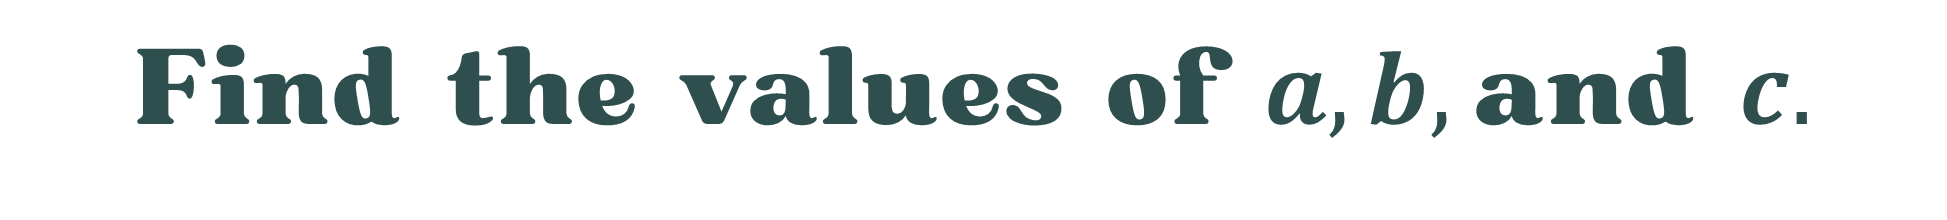 Find the values of a, b, and c.